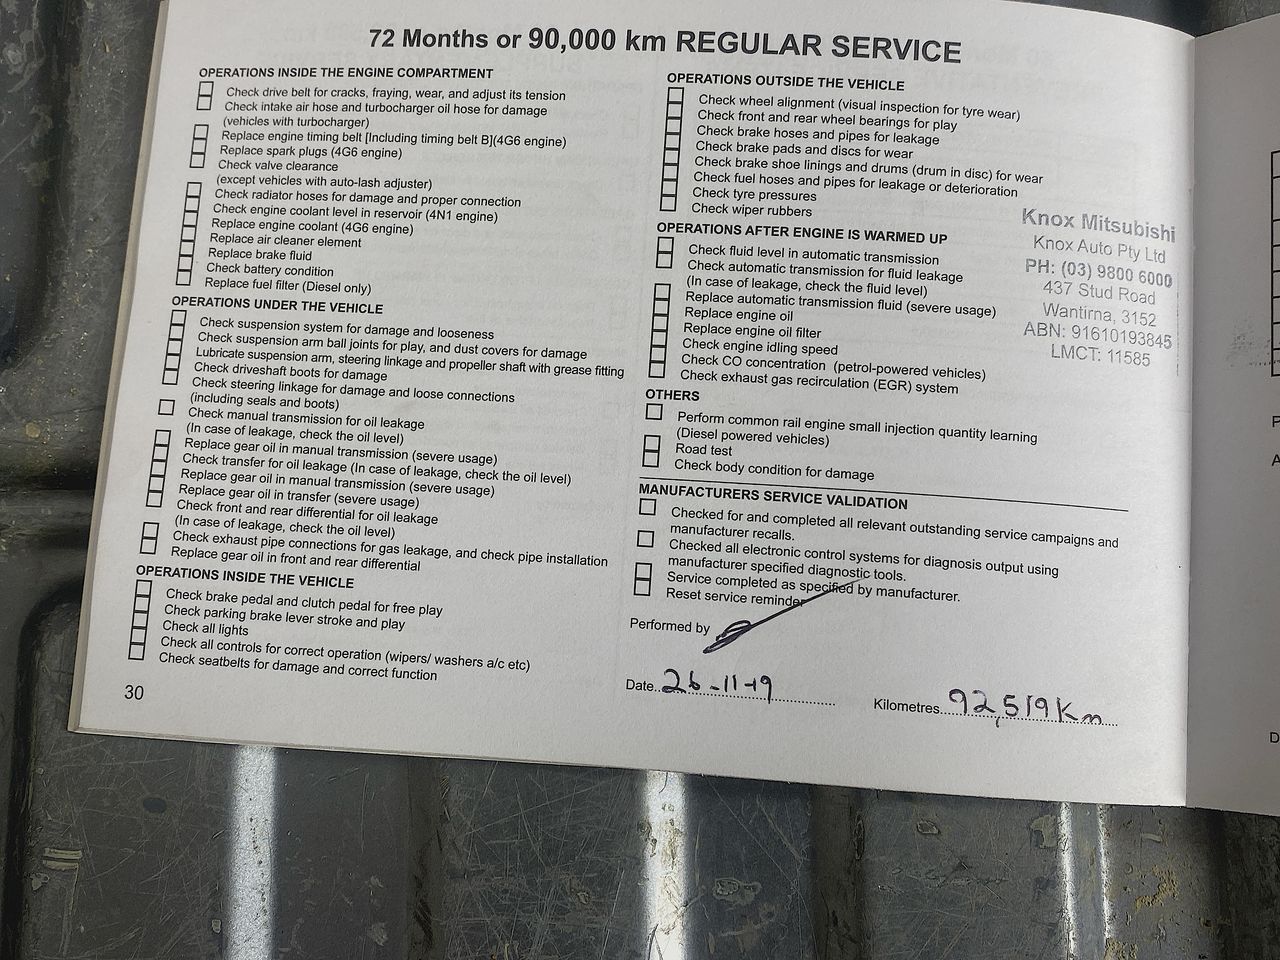 72 Months or 90,000 km REGULAR SERVICE
OPERATIONS INSIDE THE ENGINE COMPARTMENT
Check drive belt for cracks, fraying, wear, and adjust its tension
Check intake air hose and turbocharger oil hose for damage
(vehicles with turbocharger)
Replace engine timing belt [Including timing belt B](4G6 engine)
Replace spark plugs (4G6 engine)
Check valve clearance
(except vehicles with auto-lash adjuster)
Check radiator hoses for damage and proper connection
Check engine coolant level in reservoir (4N1 engine)
Replace engine coolant (4G6 engine)
Replace air cleaner element
Replace brake fluid
Check battery condition
Replace fuel filter (Diesel only)
OPERATIONS UNDER THE VEHICLE
Check suspension system for damage and looseness
Check suspension arm ball joints for play, and dust covers for damage
Lubricate suspension arm, steering linkage and propeller shaft with grease fitting
Check driveshaft boots for damage
Check steering linkage for damage and loose connections
(including seals and boots)
Check manual transmission for oil leakage
(In case of leakage, check the oil level)
Replace gear oil in manual transmission (severe usage)
Check transfer for oil leakage (In case of leakage, check the oil level)
Replace gear oil in manual transmission (severe usage)
Replace gear oil in transfer (severe usage)
Check front and rear differential for oil leakage
(In case of leakage, check the oil level)
Check exhaust pipe connections for gas leakage, and check pipe installation
Replace gear oil in front and rear differential
OPERATIONS INSIDE THE VEHICLE
Check brake pedal and clutch pedal for free play
Check parking brake lever stroke and play
Check all lights
Check all controls for correct operation (wipers/ washers a/c etc)
Check seatbelts for damage and correct function
30
OPERATIONS OUTSIDE THE VEHICLE
Check wheel alignment (visual inspection for tyre wear)
Check front and rear wheel bearings for play
Check brake hoses and pipes for leakage
Check brake pads and discs for wear
Check brake shoe linings and drums (drum in disc) for wear
Check fuel hoses and pipes for leakage or deterioration
Check tyre pressures
Check wiper rubbers
OPERATIONS AFTER ENGINE IS WARMED UP
Check fluid level in automatic transmission
Check automatic transmission for fluid leakage
(In case of leakage, check the fluid level)
Replace automatic transmission fluid (severe usage)
Replace engine oil
Replace engine oil filter
Check engine idling speed
Check CO concentration (petrol-powered vehicles)
Check exhaust gas recirculation (EGR) system
OTHERS
Perform common rail engine small injection quantity learning
(Diesel powered vehicles)
Road test
Check body condition for damage
MANUFACTURERS SERVICE VALIDATION
Checked for and completed all relevant outstanding service campaigns and
manufacturer recalls.
Checked all electronic control systems for diagnosis output using
manufacturer specified diagnostic tools.
Service completed as specified by manufacturer.
Reset service reminder
Performed by
Date..26-11-19
Kilometres...92,519Km
Knox Mitsubishi
Knox Auto Pty Ltd
PH: (03) 9800 6000
437 Stud Road
Wantirna, 3152
ABN: 91610193845
LMCT: 11585